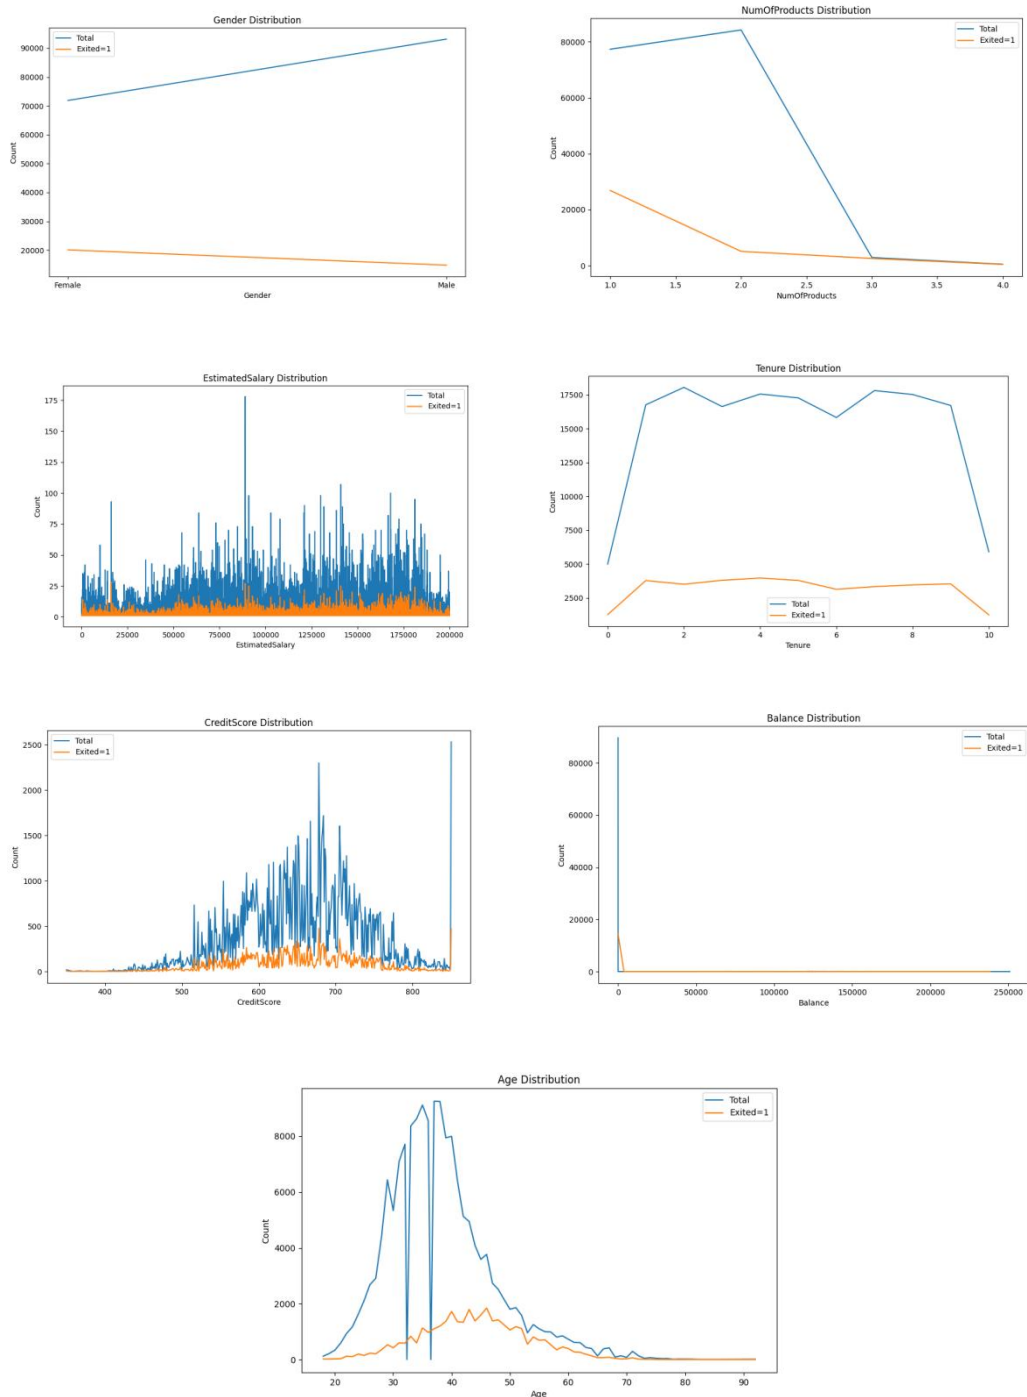 Gender Distribution
Total
Exited=1
90000
80000
70000
60000
50000
40000
30000
20000
Count
Female
Male
Gender
NumOfProducts Distribution
Total
Exited=1
80000
60000
40000
20000
0
Count
1.0 1.5 2.0 2.5 3.0 3.5 4.0
NumOfProducts
EstimatedSalary Distribution
Total
Exited=1
175
150
125
100
75
50
25
0
Count
0 25000 50000 75000 100000 125000 150000 175000 200000
EstimatedSalary
Tenure Distribution
17500
15000
12500
10000
7500
5000
2500
Count
Total
Exited=1
0 2 4 6 8 10
Tenure
CreditScore Distribution
Total
Exited=1
2500
2000
1500
1000
500
0
Count
400 500 600 700 800
CreditScore
Balance Distribution
Total
Exited=1
80000
60000
40000
20000
0
Count
0 50000 100000 150000 200000 250000
Balance
Age Distribution
Total
Exited=1
8000
6000
4000
2000
0
Count
20 30 40 50 60 70 80 90
Age